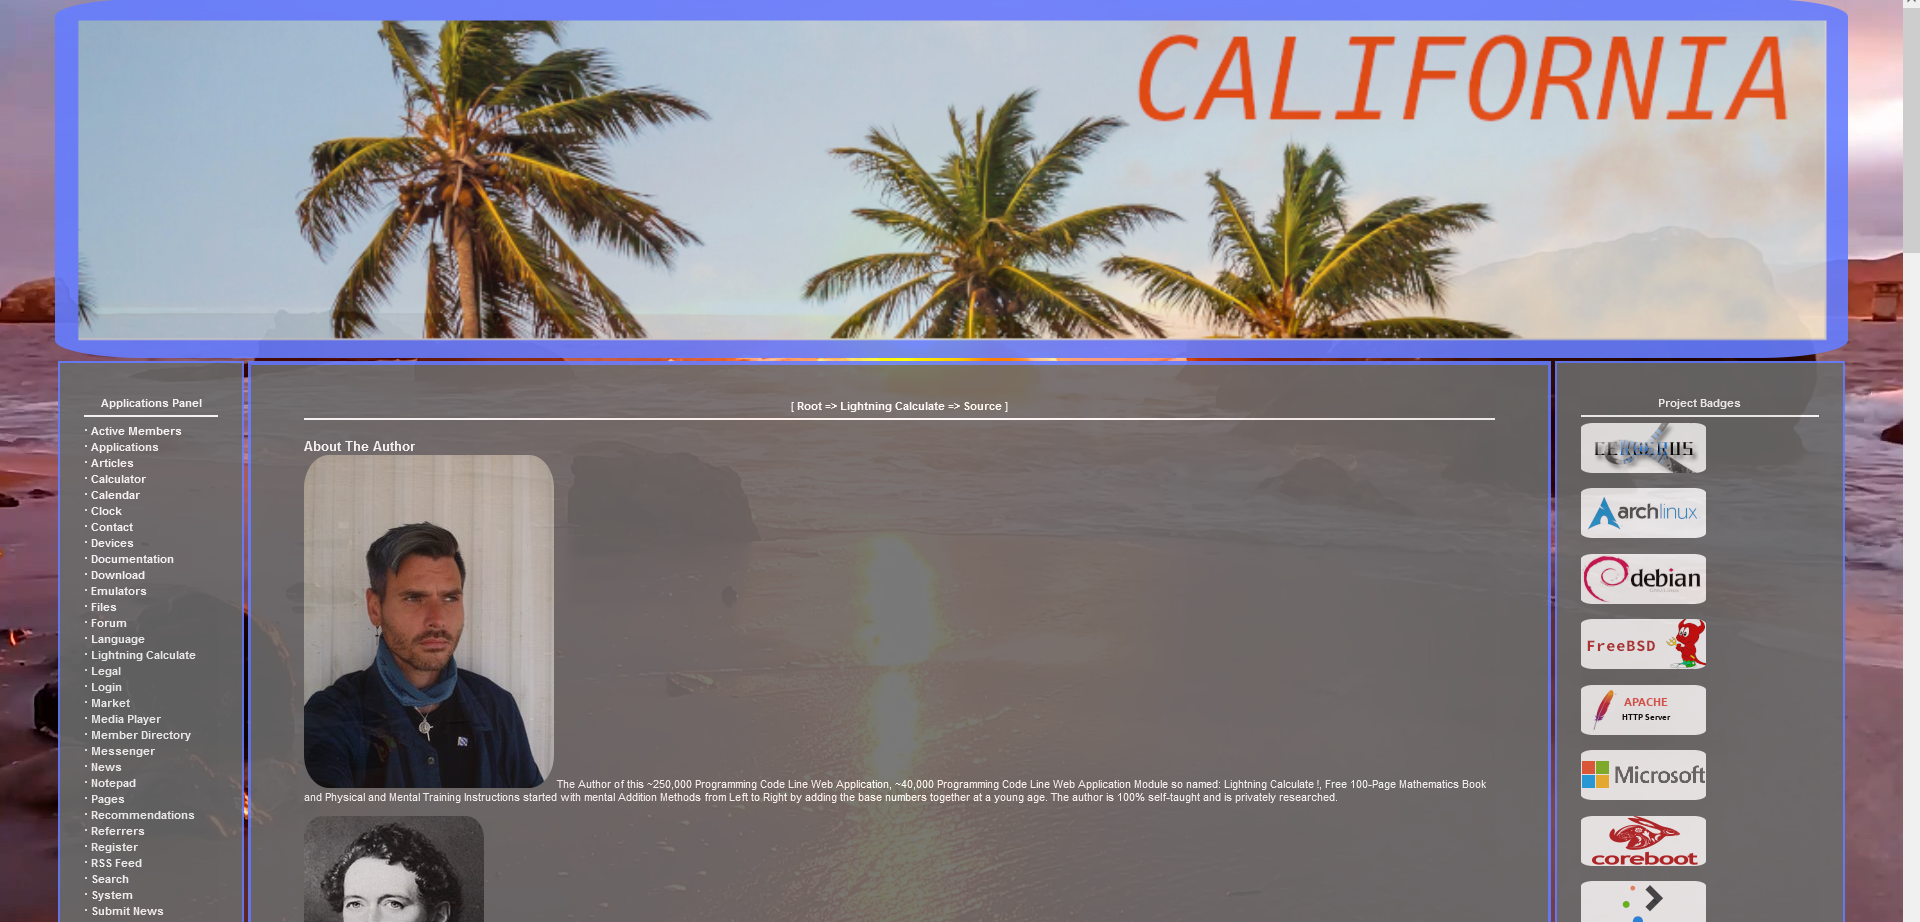 CALIFORNIA
Applications Panel
· Active Members
· Applications
· Articles
· Calculator
· Calendar
· Clock
· Contact
· Devices
· Documentation
· Download
· Emulators
· Files
· Forum
· Language
· Lightning Calculate
· Legal
· Login
· Market
· Media Player
· Member Directory
· Messenger
· News
· Notepad
· Pages
· Recommendations
· Referrers
· Register
· RSS Feed
· Search
· System
· Submit News
[ Root => Lightning Calculate => Source ]
About The Author
The Author of this ~250,000 Programming Code Line Web Application, ~40,000 Programming Code Line Web Application Module so named: Lightning Calculate !, Free 100-Page Mathematics Book
and Physical and Mental Training Instructions started with mental Addition Methods from Left to Right by adding the base numbers together at a young age. The author is 100% self-taught and is privately researched.
Project Badges
CERBERUS
archlinux
debian
FreeBSD
APACHE
HTTP Server
Microsoft
coreboot